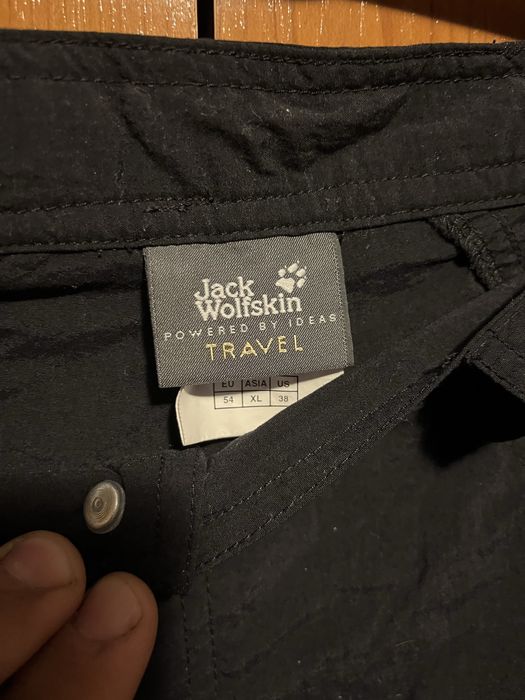 Jack
Wolfskin
POWERED BY IDEAS
TRAVEL
EU ASIA US
54 XL 38